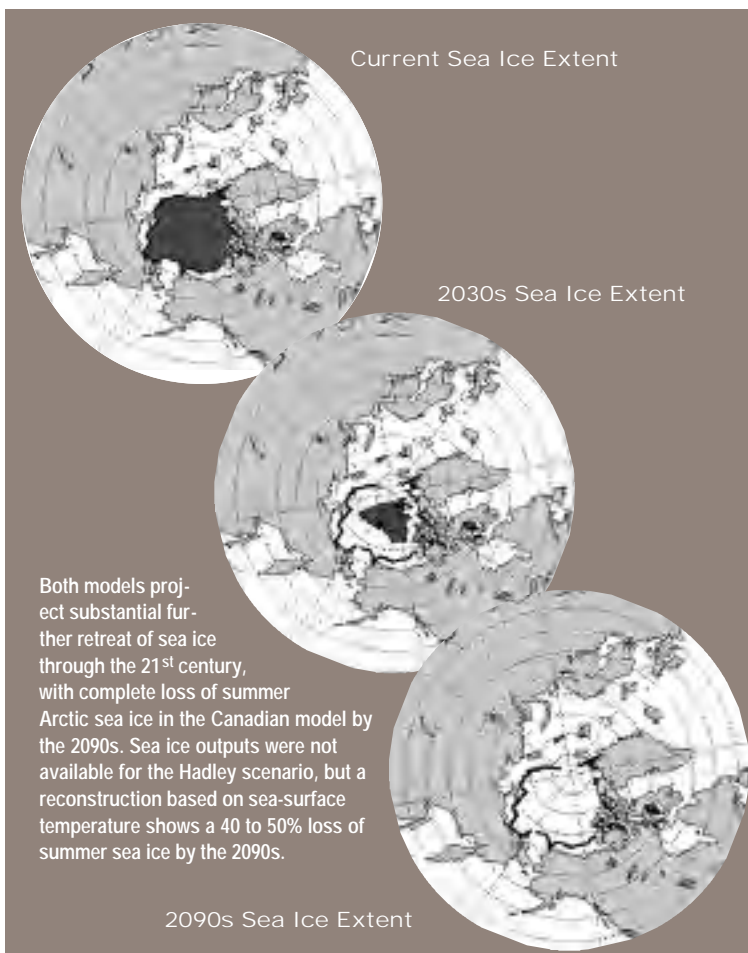 Current Sea Ice Extent
2030s Sea Ice Extent
Both models proj-
ect substantial fur-
ther retreat of sea ice
through the 21st century,
with complete loss of summer
Arctic sea ice in the Canadian model by
the 2090s. Sea ice outputs were not
available for the Hadley scenario, but a
reconstruction based on sea-surface
temperature shows a 40 to 50% loss of
summer sea ice by the 2090s.
2090s Sea Ice Extent